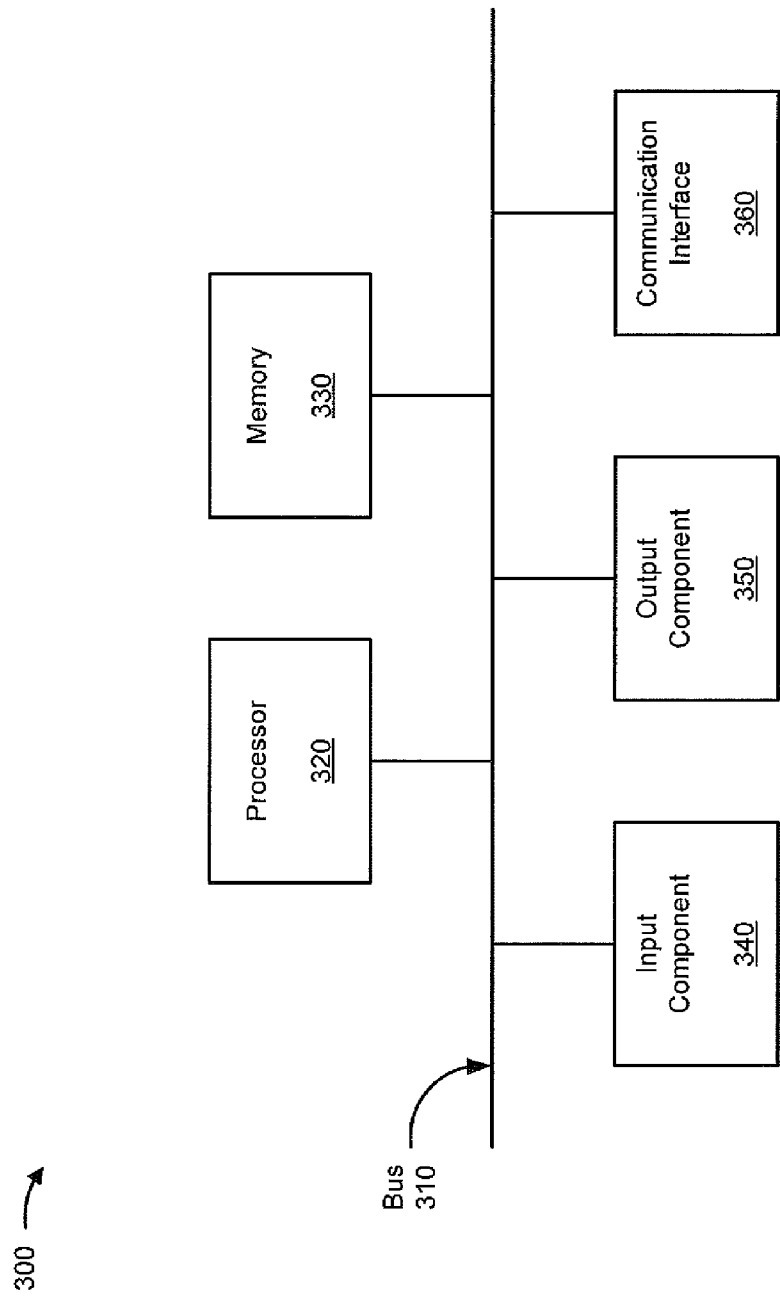 300
Bus
310
Processor
320
Memory
330
Input
Component
340
Output
Component
350
Communication
Interface
360